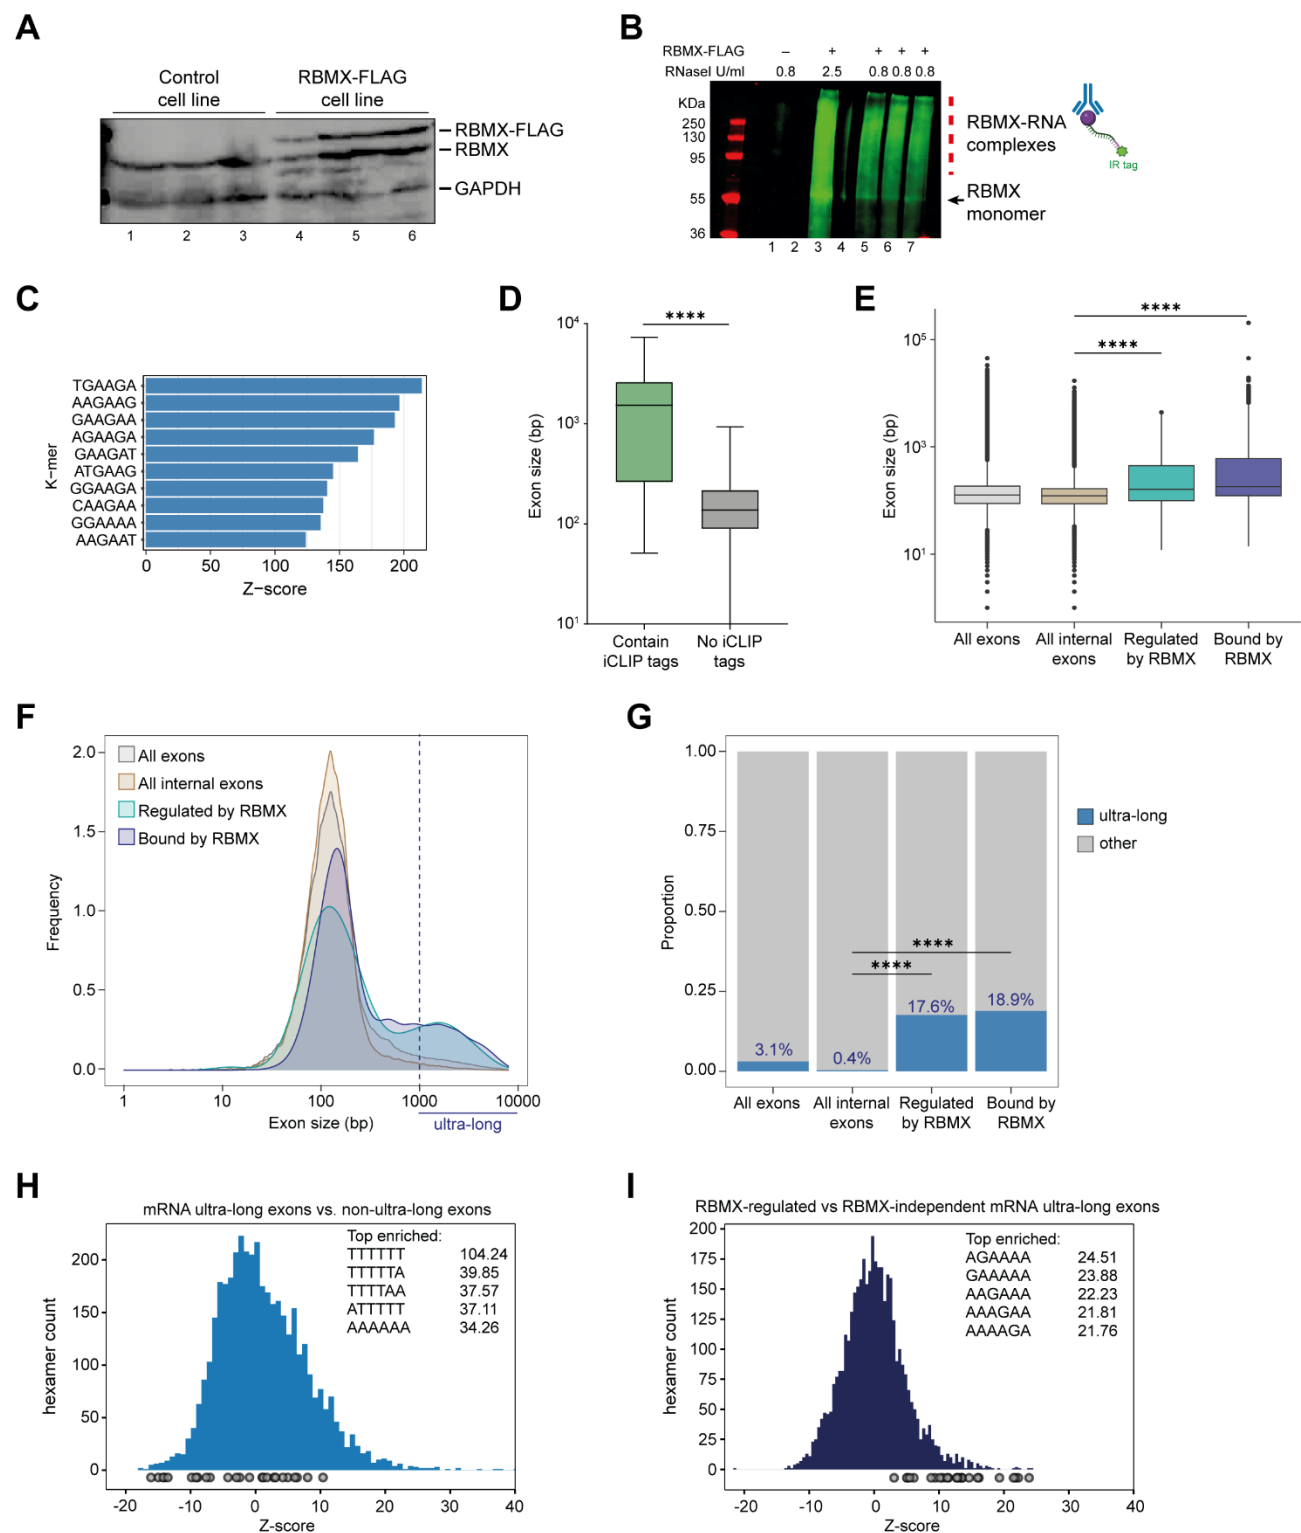 A
Control
cell line
RBMX-FLAG
cell line
RBMX-FLAG
RBMX
GAPDH
1 2 3 4 5 6
B
RBMX-FLAG – + + + +
RNaseI U/ml 0.8 2.5 0.8 0.8 0.8
KDa
250
130
95
55
36
1 2 3 4 5 6 7
RBMX-RNA
complexes
IR tag
RBMX
monomer
C
K-mer
TGAAGA
AAGAAG
GAAGAA
AGAAGA
GAAGAT
ATGAAG
GGAAGA
CAAGAA
GGAAAA
AAGAAT
0 50 100 150 200
Z−score
D
Exon size (bp)
10⁴
10³
10²
10¹
****
Contain
iCLIP tags
No iCLIP
tags
E
Exon size (bp)
10⁵
10³
10¹
****
****
All exons
All internal
exons
Regulated
by RBMX
Bound by
RBMX
F
Frequency
2.0
1.5
1.0
0.5
0.0
All exons
All internal exons
Regulated by RBMX
Bound by RBMX
1 10 100 1000 10000
Exon size (bp)
ultra-long
G
Proportion
1.00
0.75
0.50
0.25
0.00
****
****
3.1%
0.4%
17.6%
18.9%
All exons
All internal
exons
Regulated
by RBMX
Bound by
RBMX
ultra-long
other
H
mRNA ultra-long exons vs. non-ultra-long exons
hexamer count
200
150
100
50
0
Top enriched:
TTTTTT 104.24
TTTTTA 39.85
TTTTAA 37.57
ATTTTT 37.11
AAAAAA 34.26
-20 -10 0 10 20 30 40
Z-score
I
RBMX-regulated vs RBMX-independent mRNA ultra-long exons
hexamer count
200
175
150
125
100
75
50
25
0
Top enriched:
AGAAAA 24.51
GAAAAA 23.88
AAGAAA 22.23
AAAGAA 21.81
AAAAGA 21.76
-20 -10 0 10 20 30 40
Z-score